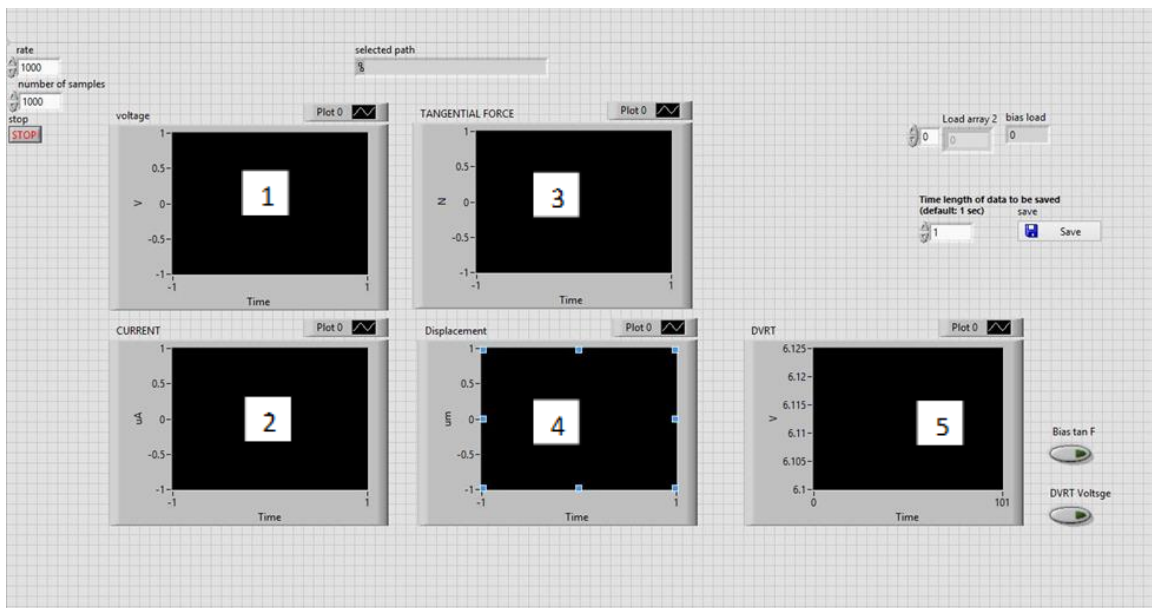 rate
1000
number of samples
1000
stop
STOP
selected path
%
voltage
Plot 0
1
0.5
0
-0.5
-1
V
1
-1
1
Time
TANGENTIAL FORCE
Plot 0
1
0.5
0
-0.5
-1
N
3
-1
1
Time
Load array 2
bias load
0
0
0
Time length of data to be saved
(default: 1 sec)
save
1
Save
CURRENT
Plot 0
1
0.5
0
-0.5
-1
uA
2
-1
1
Time
Displacement
Plot 0
1
0.5
0
-0.5
-1
um
4
-1
1
Time
DVRT
Plot 0
6.125
6.12
6.115
6.11
6.105
6.1
V
5
0
101
Time
Bias tan F
DVRT Voltsge